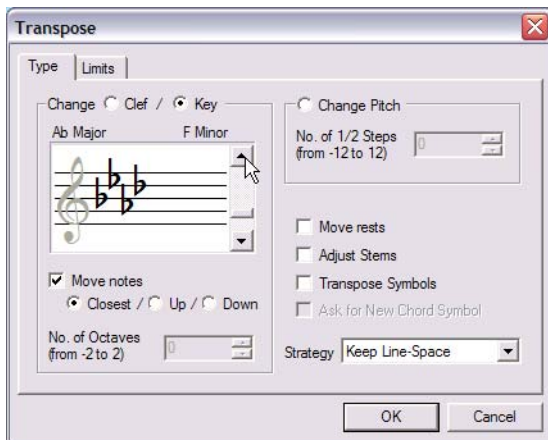 Transpose
Type
Limits
Change Clef / Key
Ab Major F Minor
Move notes
Closest / Up / Down
No. of Octaves
(from -2 to 2)
0
Change Pitch
No. of 1/2 Steps
(from -12 to 12)
0
Move rests
Adjust Stems
Transpose Symbols
Ask for New Chord Symbol
Strategy Keep Line-Space
OK
Cancel